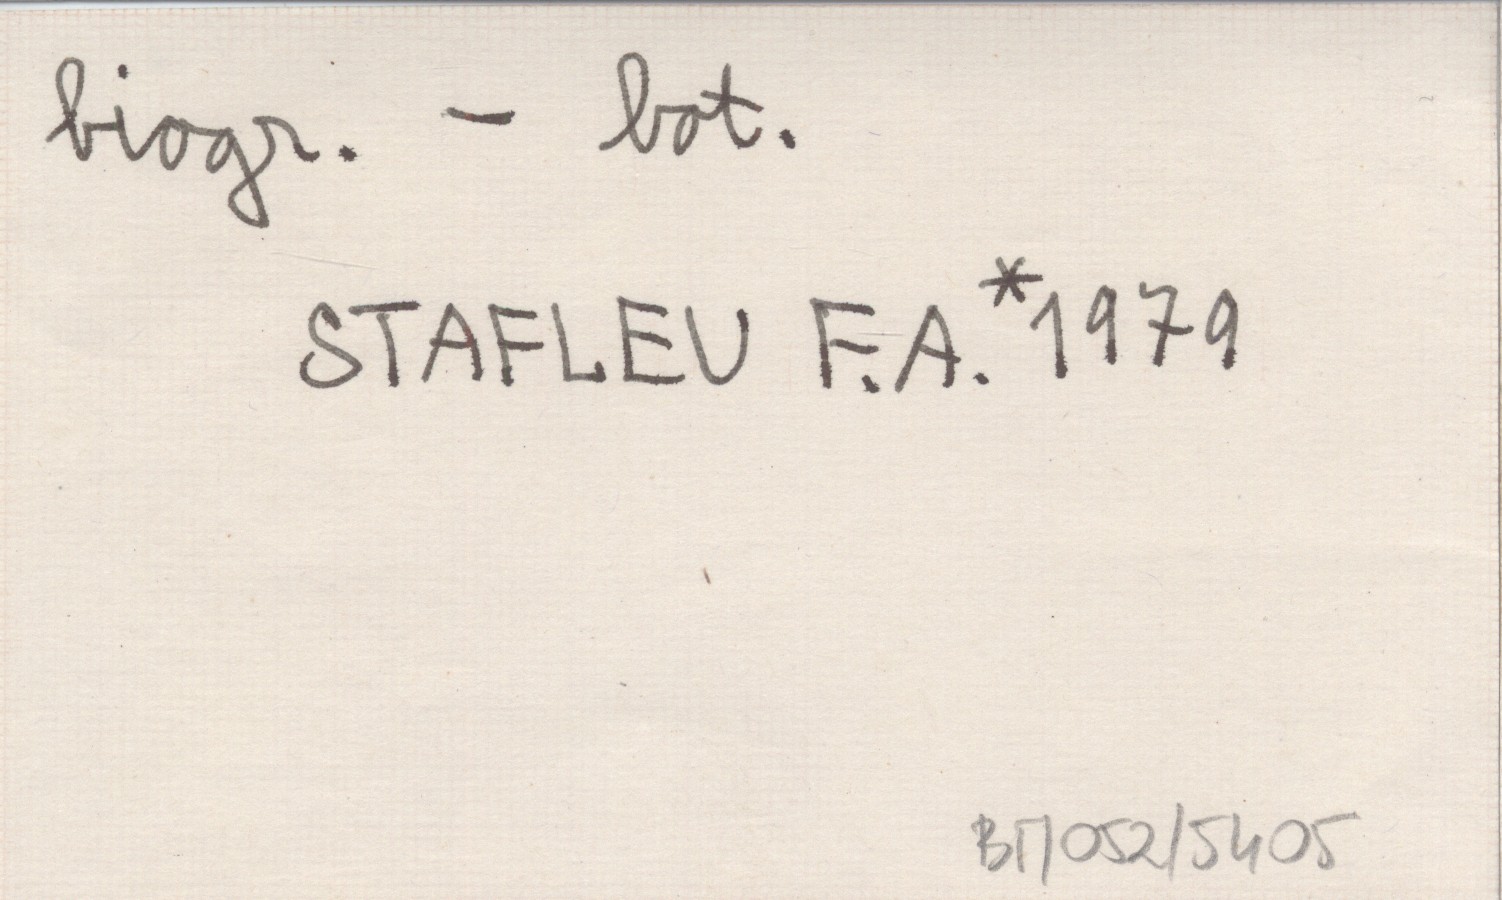 biogr. - bot.
STAFLEU F.A.*1979
BT/052/5405